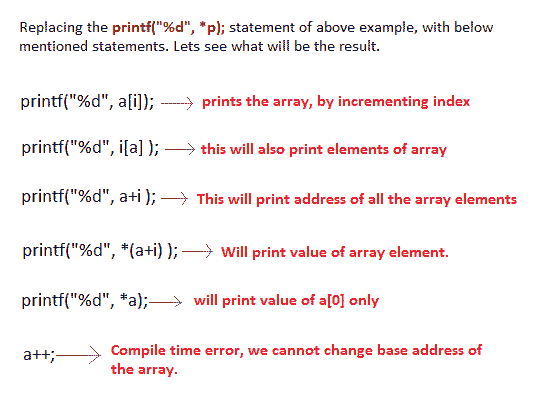 Replacing the printf("%d", *p); statement of above example, with below
mentioned statements. Lets see what will be the result.
printf("%d", a[i]); prints the array, by incrementing index
printf("%d", i[a] ); this will also print elements of array
printf("%d", a+i ); This will print address of all the array elements
printf("%d", *(a+i) ); Will print value of array element.
printf("%d", *a); will print value of a[0] only
a++; Compile time error, we cannot change base address of
the array.